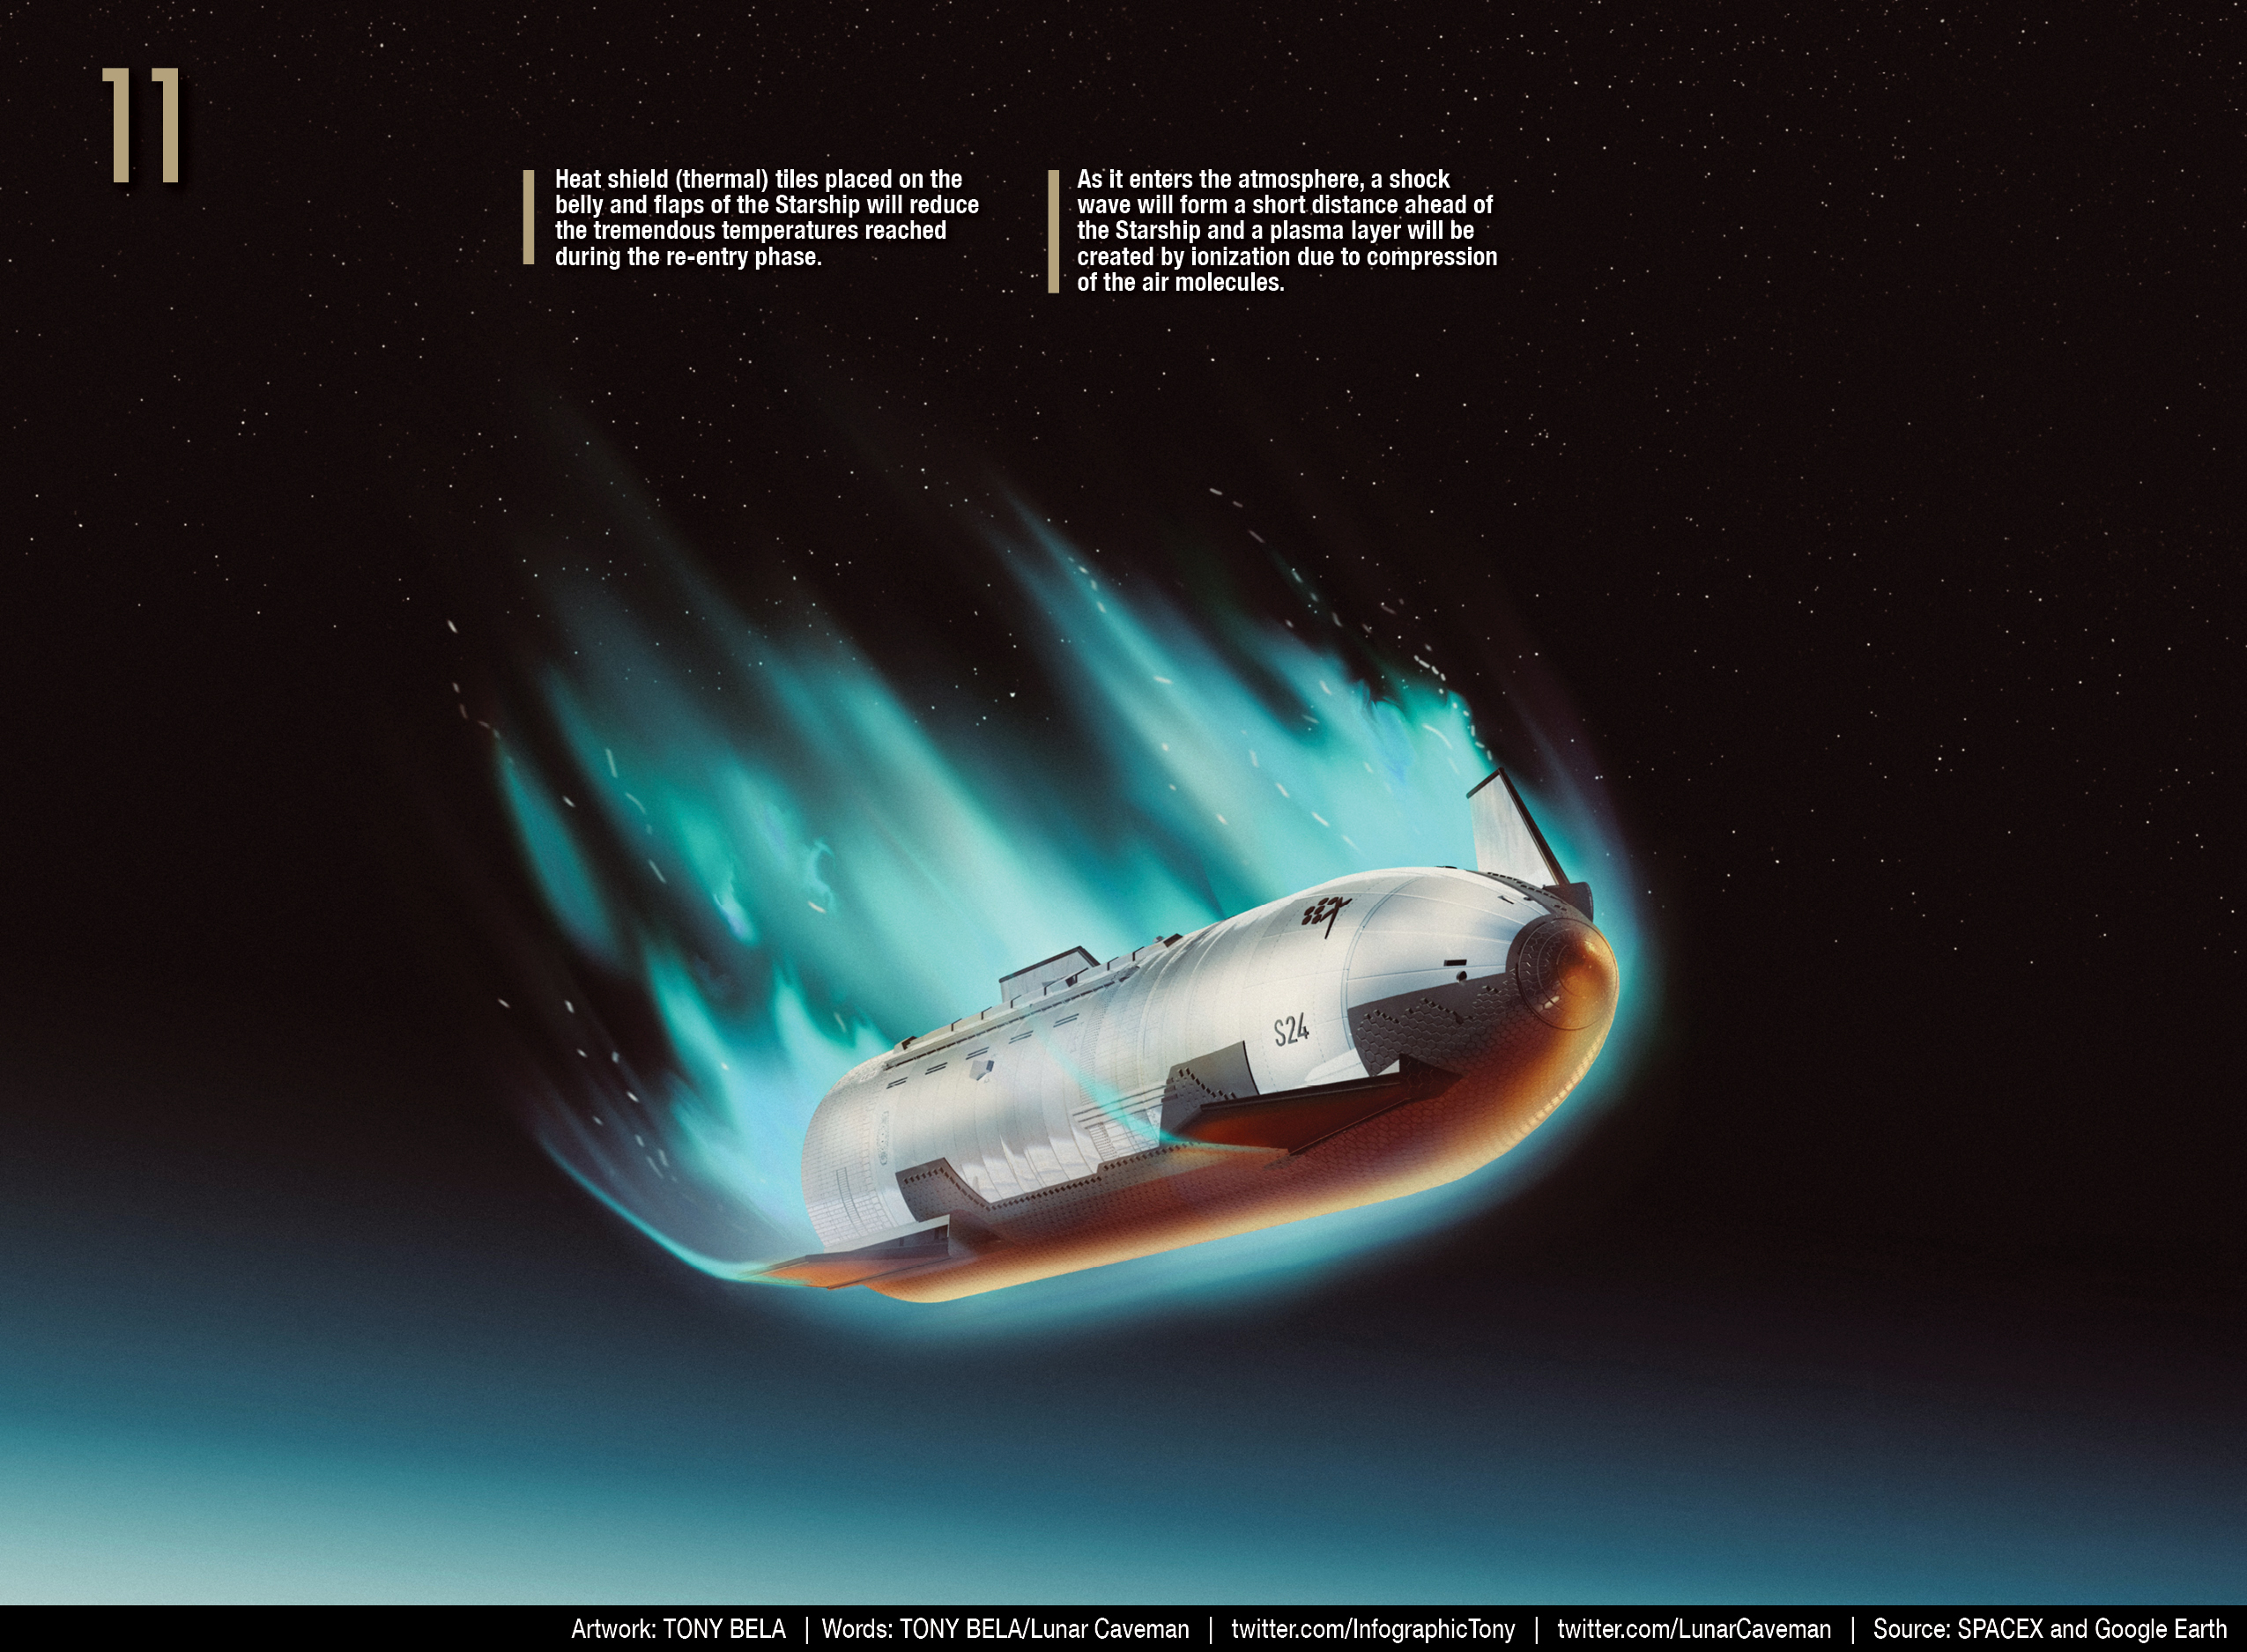 11
Heat shield (thermal) tiles placed on the
belly and flaps of the Starship will reduce
the tremendous temperatures reached
during the re-entry phase.
As it enters the atmosphere, a shock
wave will form a short distance ahead of
the Starship and a plasma layer will be
created by ionization due to compression
of the air molecules.
S24
Artwork: TONY BELA | Words: TONY BELA/Lunar Caveman | twitter.com/InfographicTony | twitter.com/LunarCaveman | Source: SPACEX and Google Earth